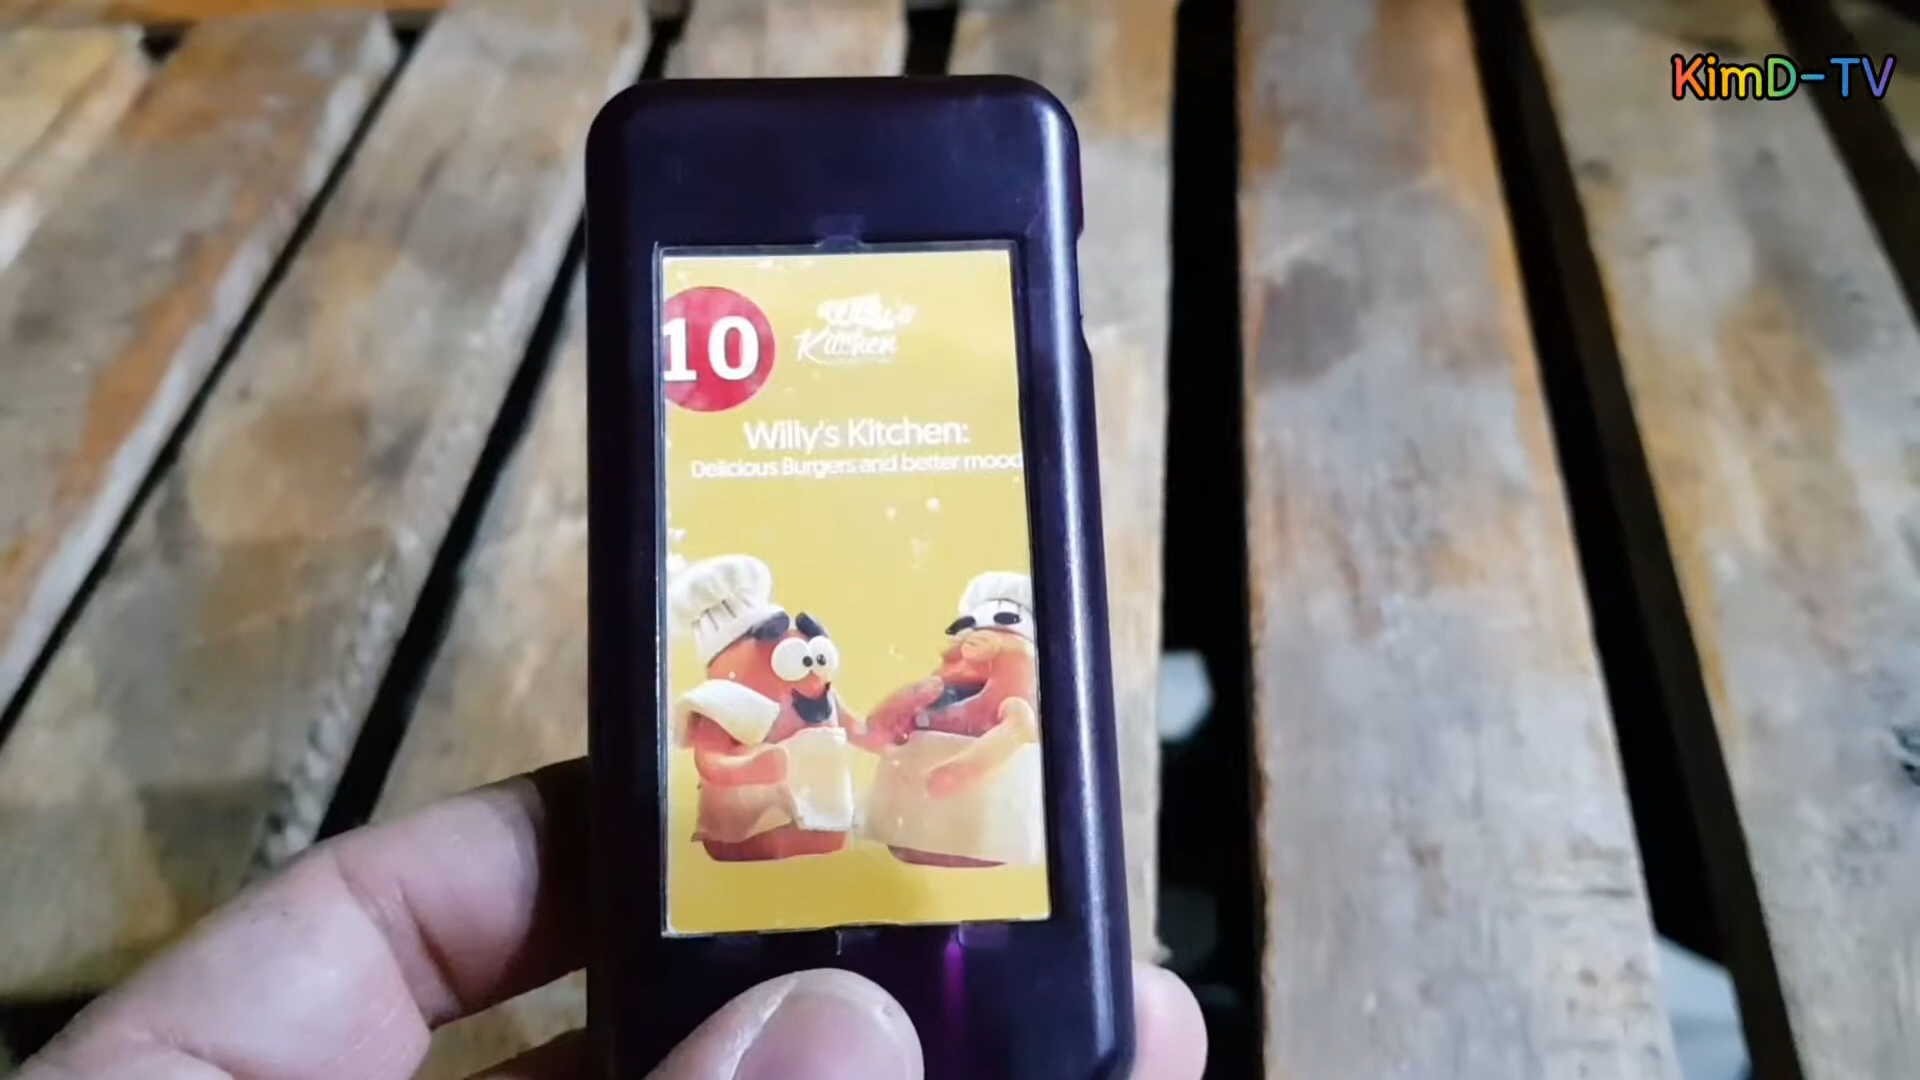 KimD-TV
10
Willy's
Kitchen
Willy's Kitchen:
Delicious Burgers and better mood